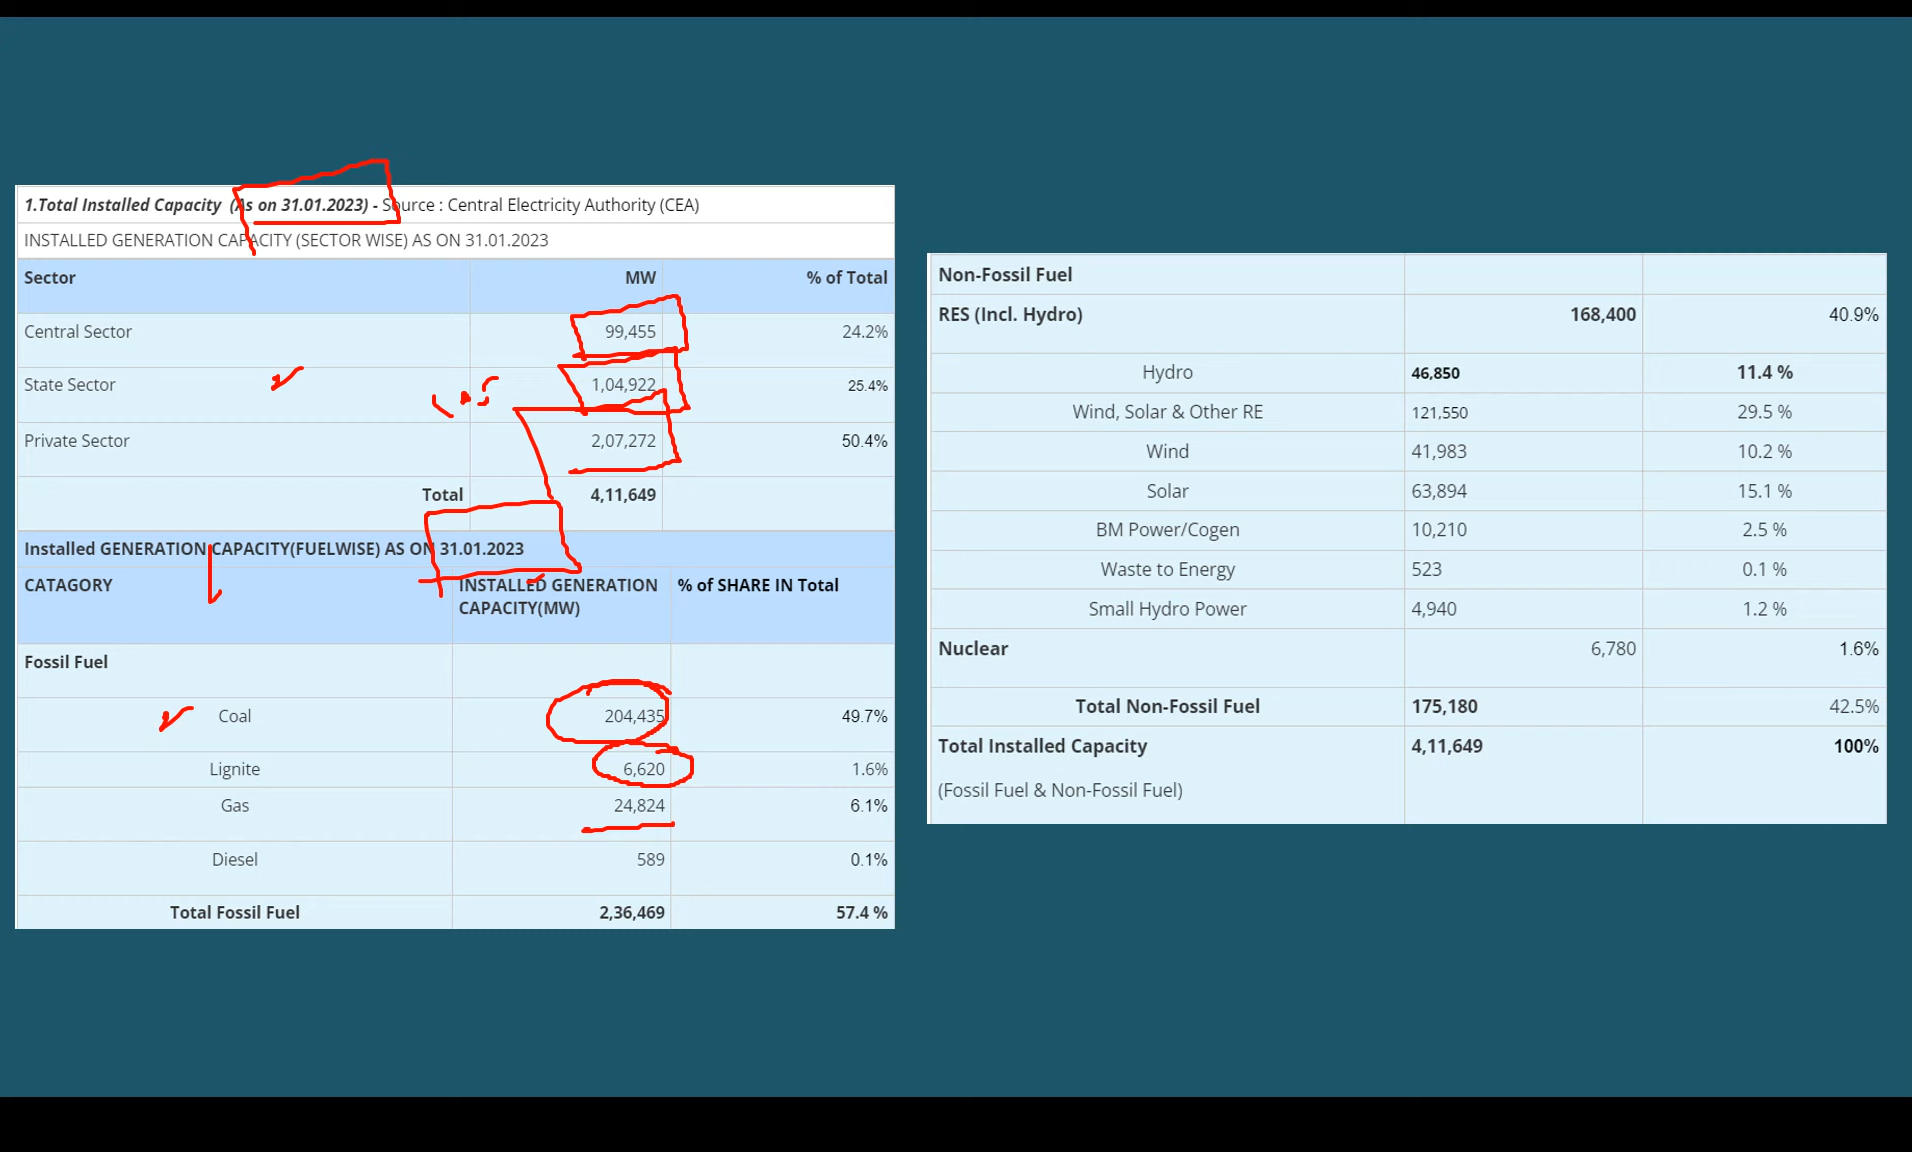 1.Total Installed Capacity (As on 31.01.2023) - Source : Central Electricity Authority (CEA)
INSTALLED GENERATION CAPACITY (SECTOR WISE) AS ON 31.01.2023
Sector MW % of Total
Central Sector 99,455 24.2%
State Sector 1,04,922 25.4%
Private Sector 2,07,272 50.4%
Total 4,11,649
Installed GENERATION CAPACITY(FUELWISE) AS ON 31.01.2023
CATAGORY INSTALLED GENERATION CAPACITY(MW) % of SHARE IN Total
Fossil Fuel
Coal 204,435 49.7%
Lignite 6,620 1.6%
Gas 24,824 6.1%
Diesel 589 0.1%
Total Fossil Fuel 2,36,469 57.4 %
Non-Fossil Fuel
RES (Incl. Hydro) 168,400 40.9%
Hydro 46,850 11.4 %
Wind, Solar & Other RE 121,550 29.5 %
Wind 41,983 10.2 %
Solar 63,894 15.1 %
BM Power/Cogen 10,210 2.5 %
Waste to Energy 523 0.1 %
Small Hydro Power 4,940 1.2 %
Nuclear 6,780 1.6%
Total Non-Fossil Fuel 175,180 42.5%
Total Installed Capacity 4,11,649 100%
(Fossil Fuel & Non-Fossil Fuel)